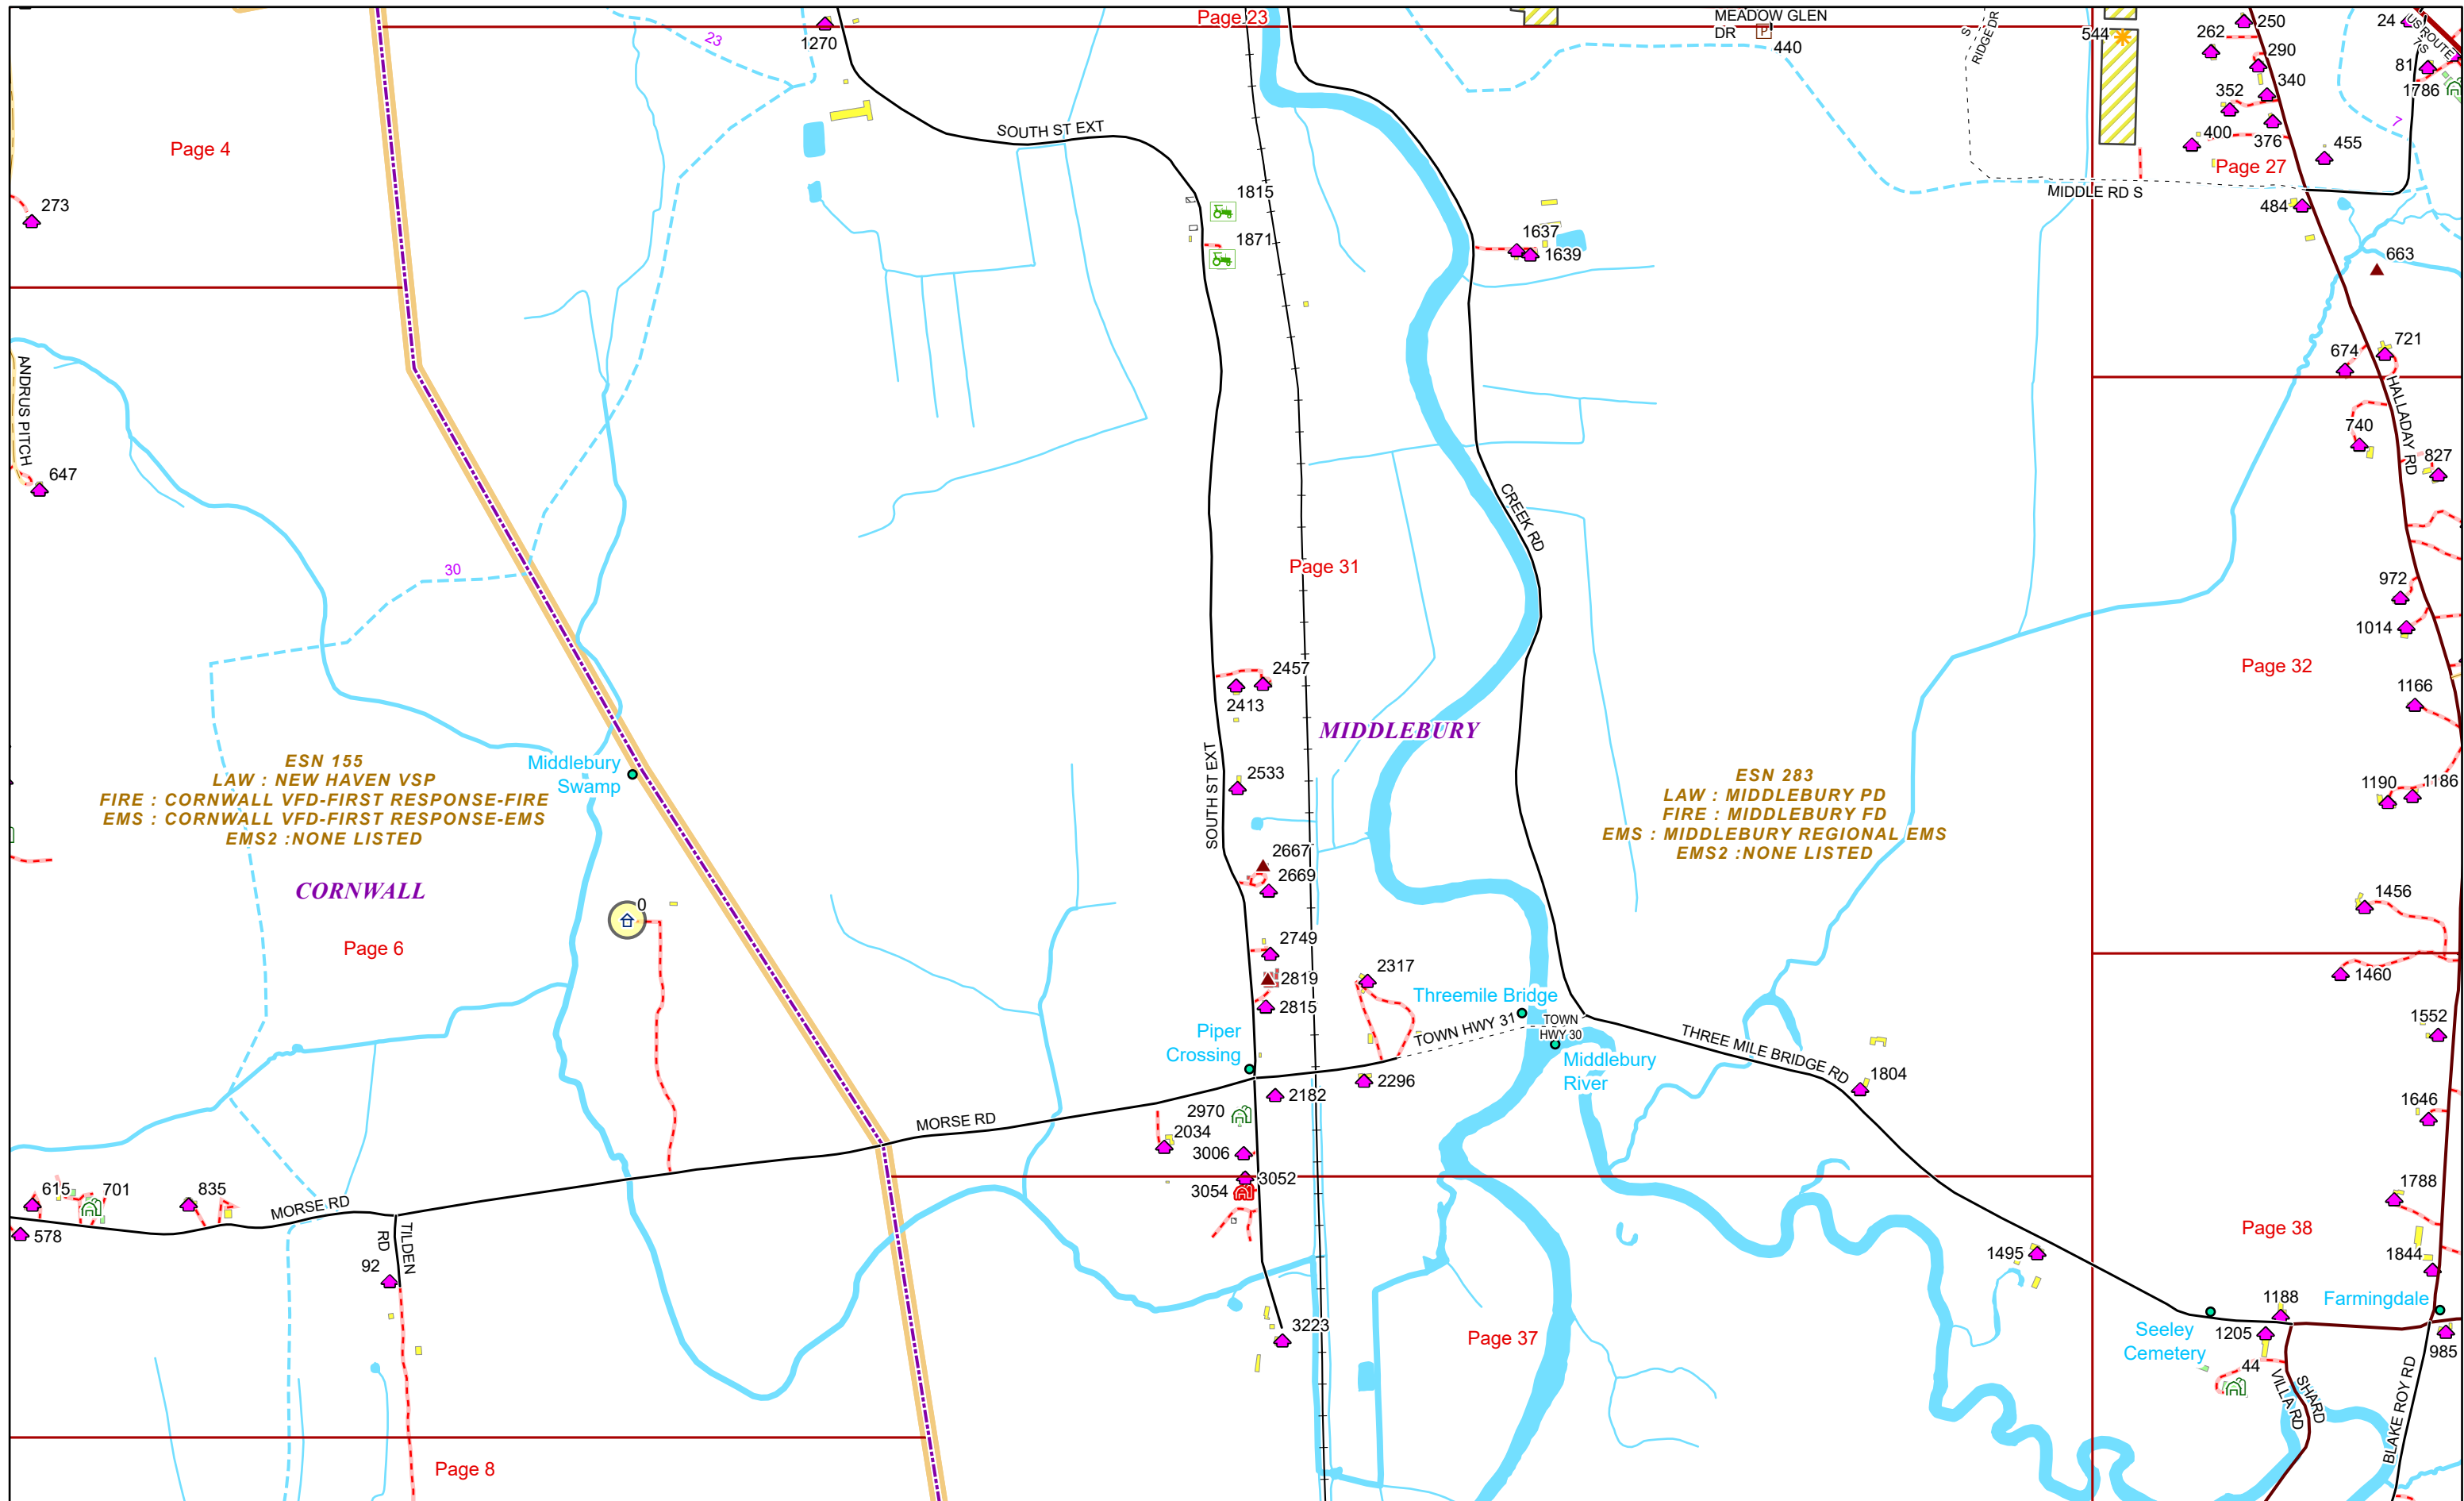 Page 23
MEADOW GLEN
DR
P
440
S
RIDGE DR
544
250
262
290
24
US ROUTE
7 S
81
1786
340
352
400
376
455
7
Page 27
1270
23
SOUTH ST EXT
Page 4
273
1815
1871
1637
1639
MIDDLE RD S
484
663
674
721
HALLADAY RD
740
827
ANDRUS PITCH
647
CREEK RD
Page 31
30
972
1014
Page 32
2457
2413
1166
MIDDLEBURY
SOUTH ST EXT
2533
1190
1186
Middlebury
Swamp
ESN 155
LAW : NEW HAVEN VSP
FIRE : CORNWALL VFD-FIRST RESPONSE-FIRE
EMS : CORNWALL VFD-FIRST RESPONSE-EMS
EMS2 :NONE LISTED
ESN 283
LAW : MIDDLEBURY PD
FIRE : MIDDLEBURY FD
EMS : MIDDLEBURY REGIONAL EMS
EMS2 :NONE LISTED
2667
2669
CORNWALL
0
Page 6
1456
2749
2819
2815
2317
1460
Threemile Bridge
TOWN HWY 31
TOWN
HWY 30
Piper
Crossing
THREE MILE BRIDGE RD
1552
Middlebury
River
2296
1804
2182
2970
MORSE RD
2034
3006
1646
3052
3054
615
701
835
MORSE RD
578
TILDEN
RD
92
1788
Page 38
1495
1844
Farmingdale
1188
Seeley
Cemetery
1205
3223
Page 37
44
985
SHARD
VILLA RD
BLAKE ROY RD
Page 8